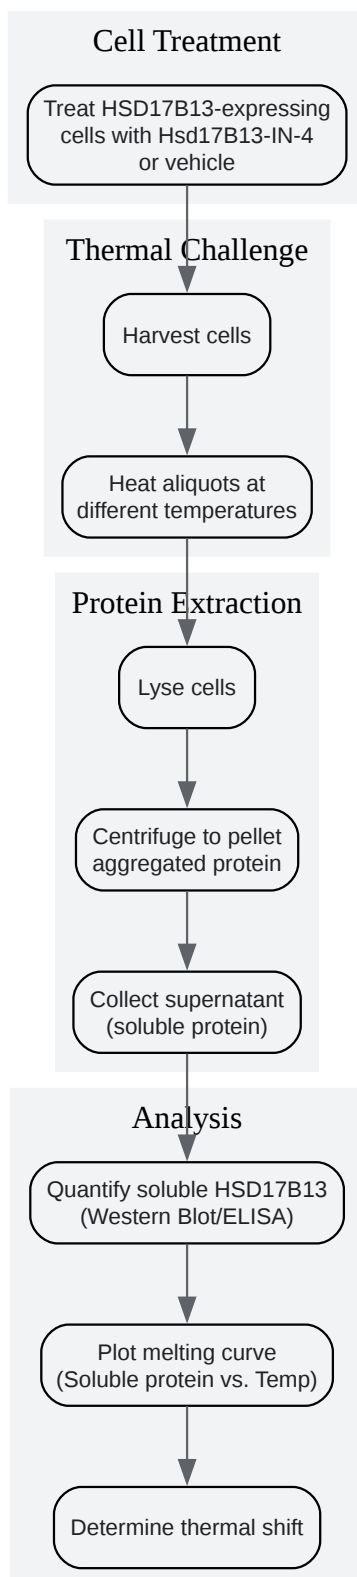 Cell Treatment
Treat HSD17B13-expressing
cells with Hsd17B13-IN-4
or vehicle
Thermal Challenge
Harvest cells
Heat aliquots at
different temperatures
Protein Extraction
Lyse cells
Centrifuge to pellet
aggregated protein
Collect supernatant
(soluble protein)
Analysis
Quantify soluble HSD17B13
(Western Blot/ELISA)
Plot melting curve
(Soluble protein vs. Temp)
Determine thermal shift